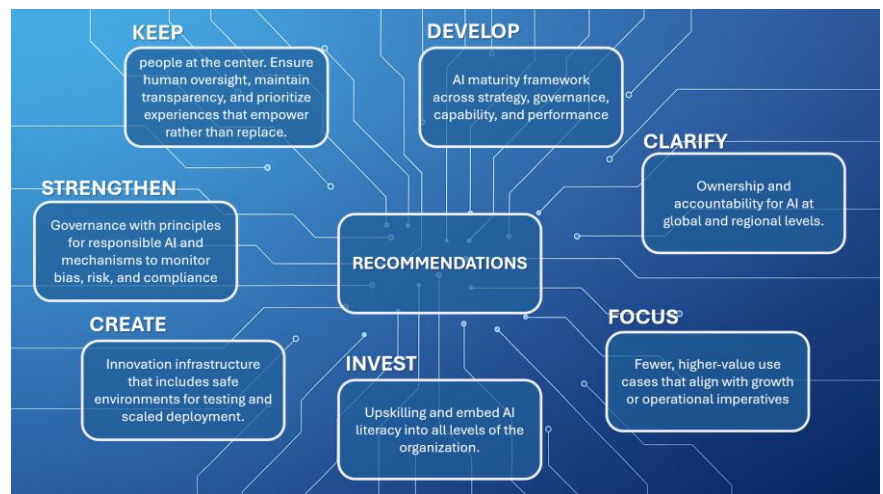 KEEP
people at the center. Ensure
human oversight, maintain
transparency, and prioritize
experiences that empower
rather than replace.
DEVELOP
AI maturity framework
across strategy, governance,
capability, and performance
CLARIFY
Ownership and
accountability for AI at
global and regional levels.
STRENGTHEN
Governance with principles
for responsible AI and
mechanisms to monitor
bias, risk, and compliance
RECOMMENDATIONS
CREATE
Innovation infrastructure
that includes safe
environments for testing and
scaled deployment.
INVEST
Upskilling and embed AI
literacy into all levels of the
organization.
FOCUS
Fewer, higher-value use
cases that align with growth
or operational imperatives